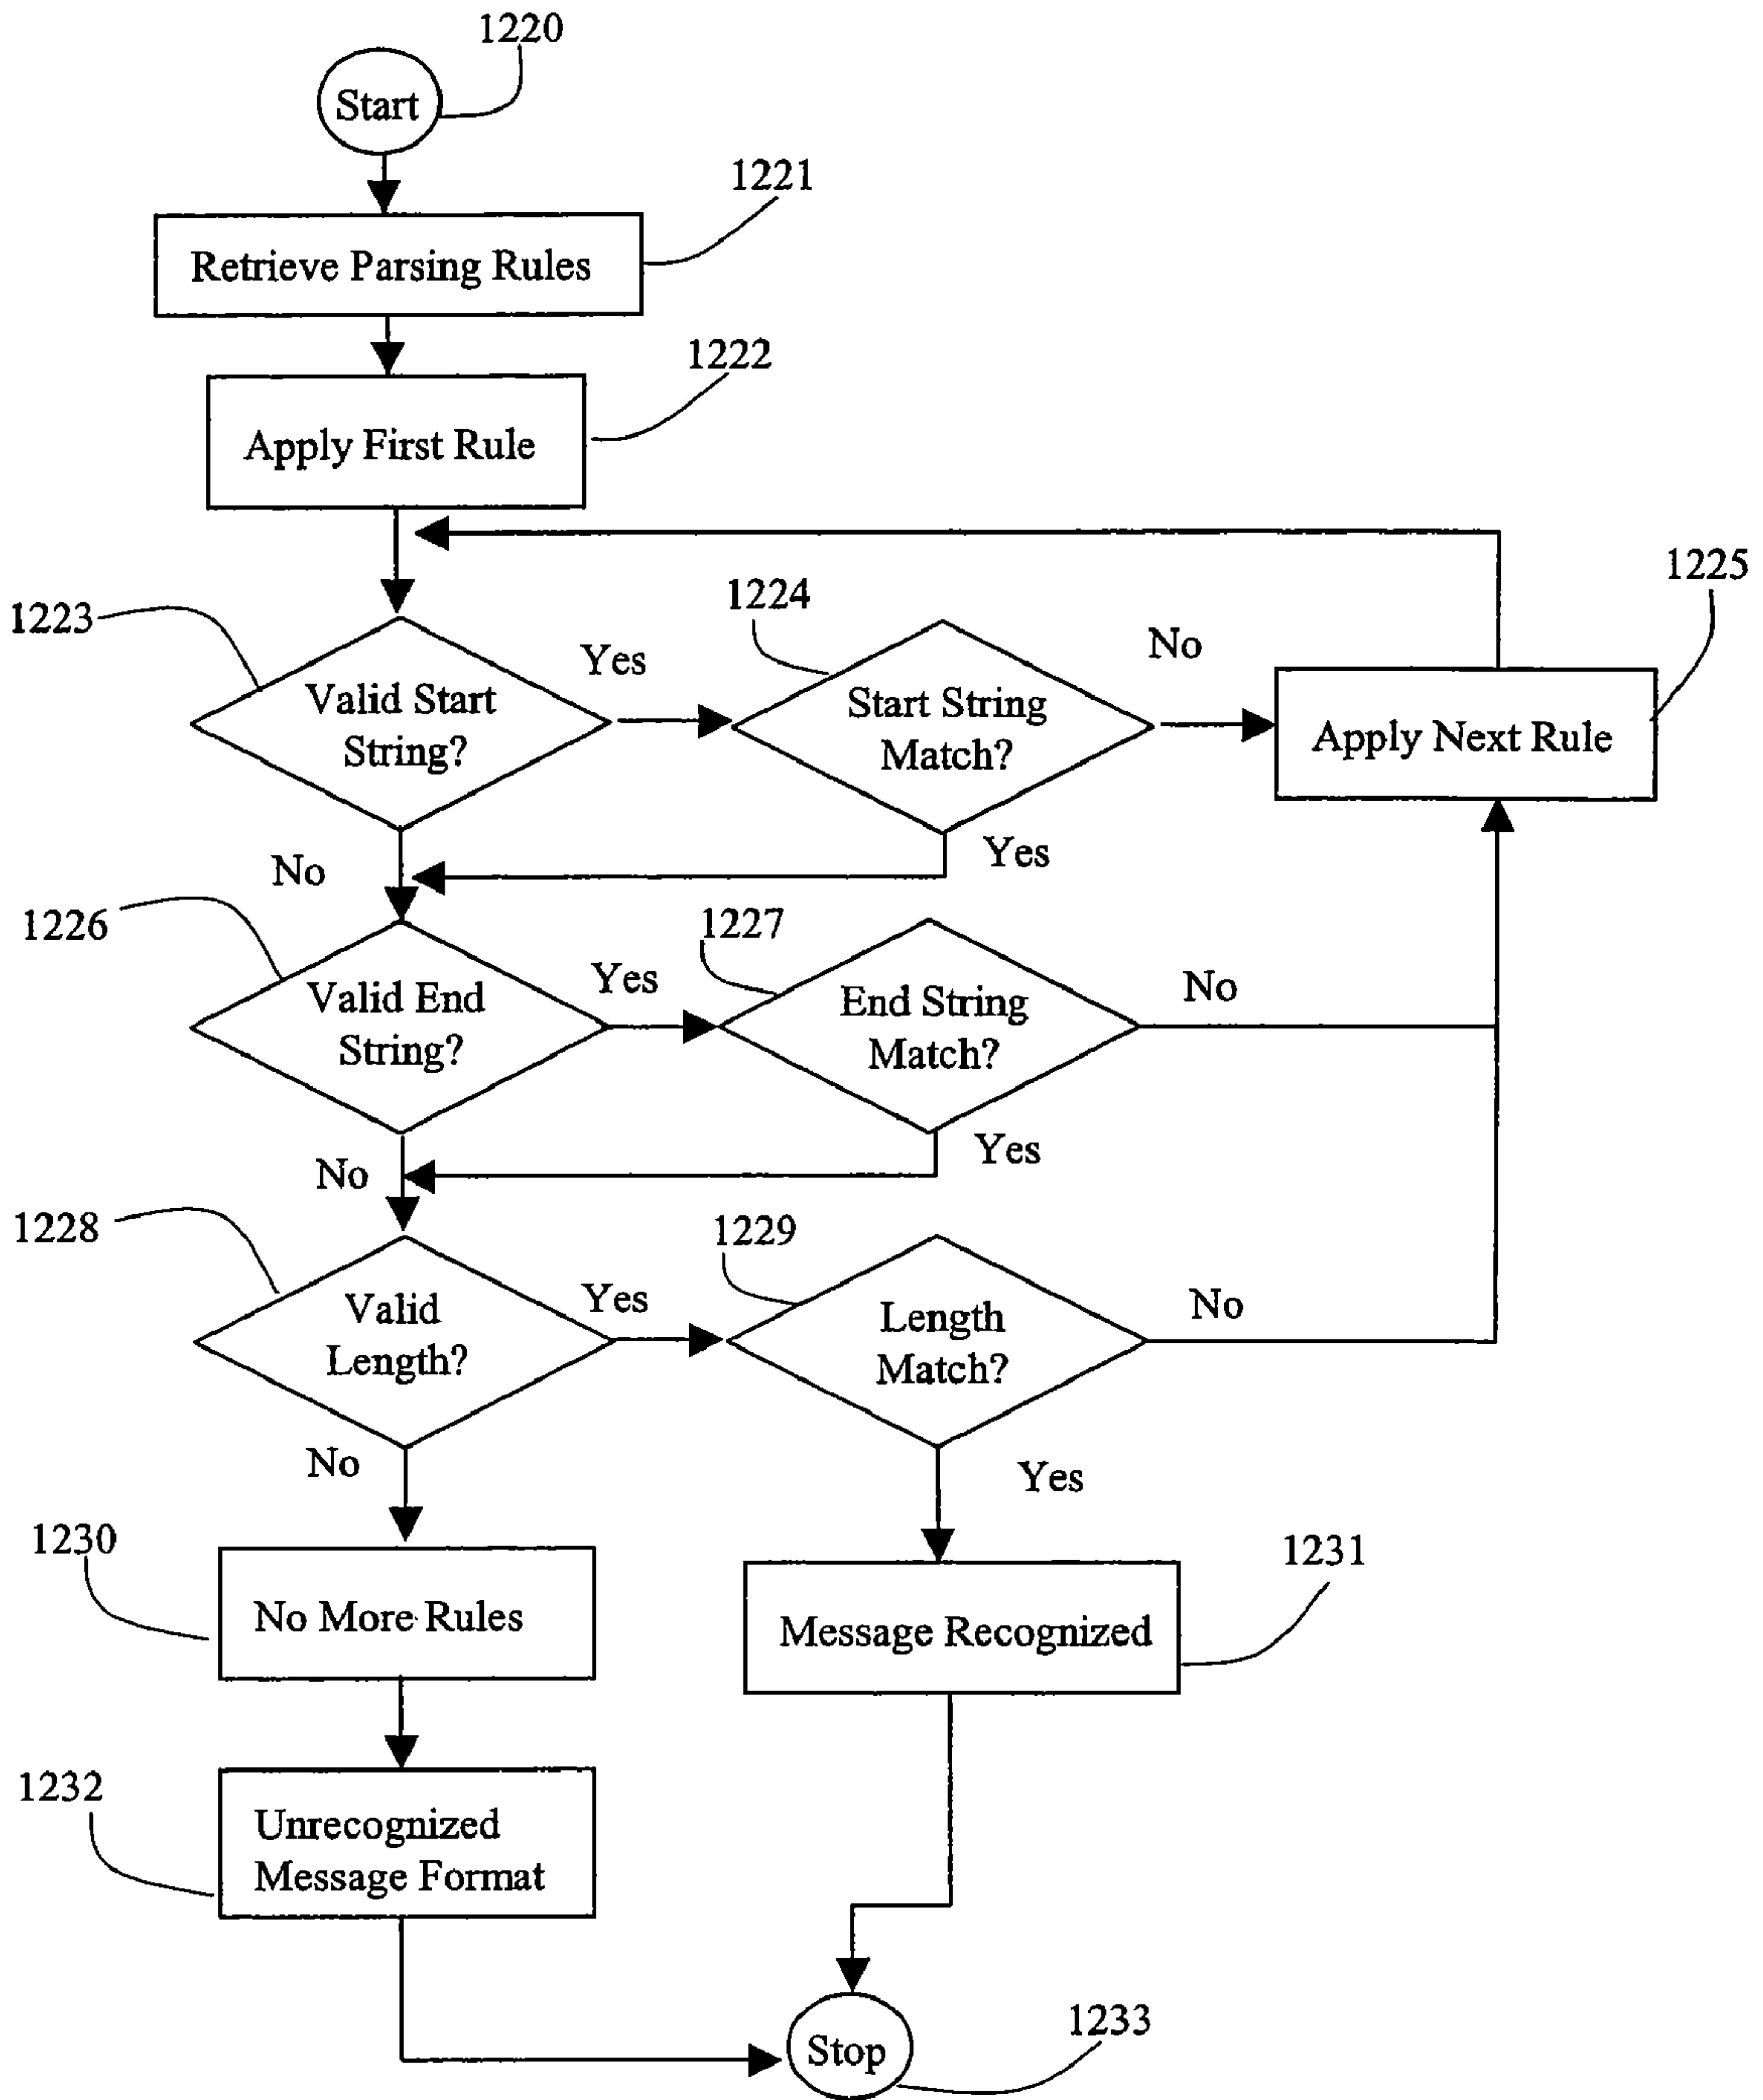 1220
Start
1221
Retrieve Parsing Rules
1222
Apply First Rule
1225
1224
1223
Yes
No
Valid Start
String?
Start String
Match?
Apply Next Rule
No
Yes
1226
1227
Yes
No
Valid End
String?
End String
Match?
No
Yes
1228
1229
Yes
No
Valid
Length?
Length
Match?
No
Yes
1230
1231
No More Rules
Message Recognized
1232
Unrecognized
Message Format
1233
Stop